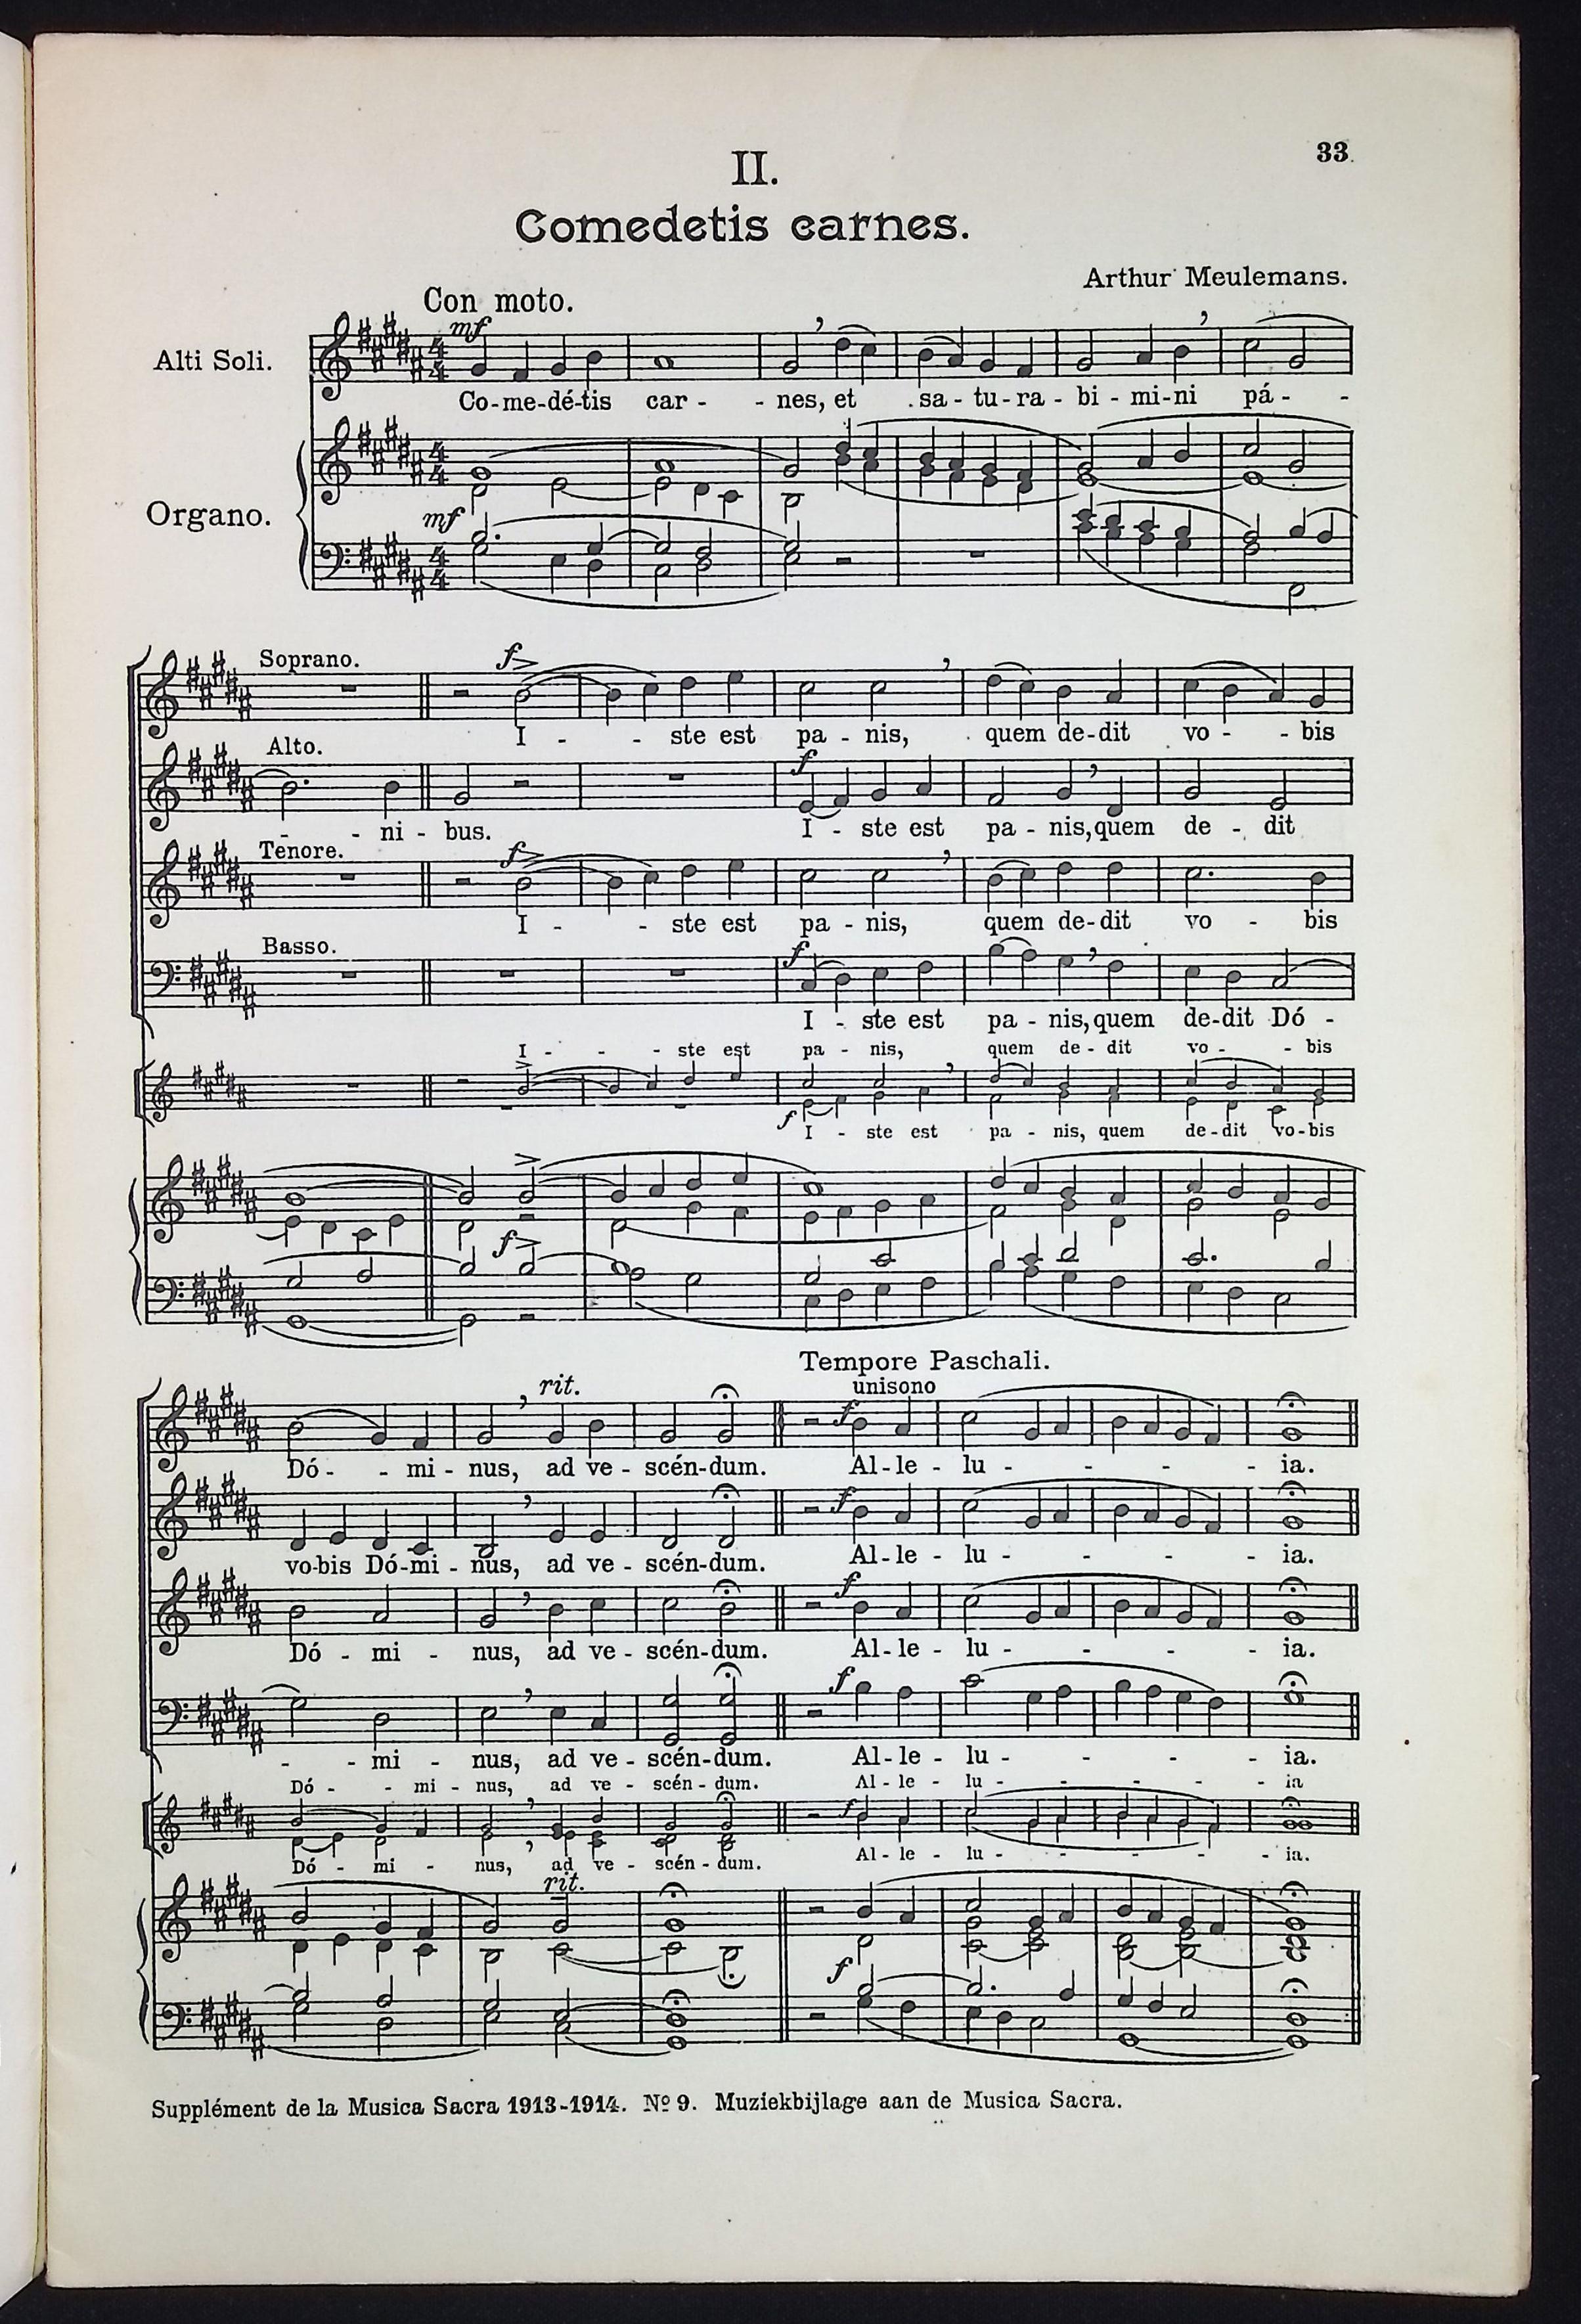 33
II.
Comedetis carnes.
Arthur Meulemans.
Con moto.
mf
Alti Soli.
Co-me-dé-tis car - - nes, et sa-tu-ra-bi-mi-ni pá - -
Organo.
mf
Soprano.
f
I - - ste est pa - nis, quem de-dit vo - - bis
Alto.
f
- - ni - bus. I - ste est pa - nis, quem de - dit
Tenore.
f
I - - ste est pa - nis, quem de-dit vo - bis
Basso.
f
I - ste est pa - nis, quem de-dit Dó -
I - - - ste est pa - nis, quem de - dit vo - - bis
f
I - ste est pa - nis, quem de-dit vo-bis
f
Tempore Paschali.
rit.
unisono
f
Dó - - mi - nus, ad ve - scén-dum. Al-le - lu - - - - - ia.
f
vo-bis Dó-mi - nus, ad ve - scén-dum. Al-le - lu - - - - - ia.
f
Dó - mi - nus, ad ve - scén-dum. Al-le - lu - - - - - ia.
f
- - mi - nus, ad ve - scén-dum. Al-le - lu - - - - - ia.
Dó - - mi - nus, ad ve - scén - dum. Al - le - lu - - - - - ia
f
Dó - mi - nus, ad ve - scén - dum. Al - le - lu - - - - - ia.
rit.
f
Supplément de la Musica Sacra 1913-1914. Nº 9. Muziekbijlage aan de Musica Sacra.